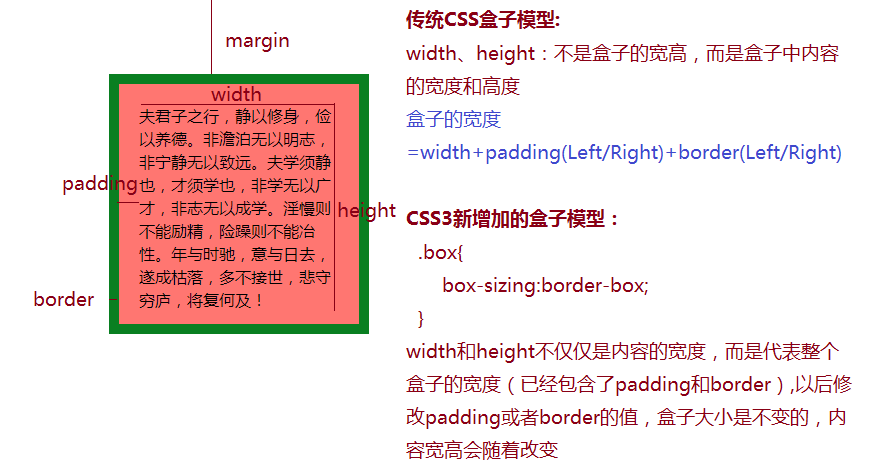 margin
width
夫君子之行，静以修身，俭
以养德。非澹泊无以明志，
非宁静无以致远。夫学须静
padding
也，才须学也，非学无以广
才，非志无以成学。淫慢则
height
不能励精，险躁则不能冶
性。年与时驰，意与日去，
遂成枯落，多不接世，悲守
border
穷庐，将复何及！
传统CSS盒子模型:
width、height：不是盒子的宽高，而是盒子中内容
的宽度和高度
盒子的宽度
=width+padding(Left/Right)+border(Left/Right)
CSS3新增加的盒子模型：
.box{
box-sizing:border-box;
}
width和height不仅仅是内容的宽度，而是代表整个
盒子的宽度（已经包含了padding和border）,以后修
改padding或者border的值，盒子大小是不变的，内
容宽高会随着改变